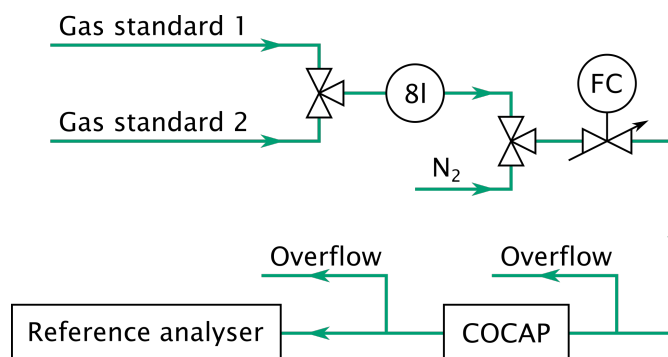 Gas standard 1
Gas standard 2
8l
FC
N₂
Overflow
Overflow
Reference analyser
COCAP